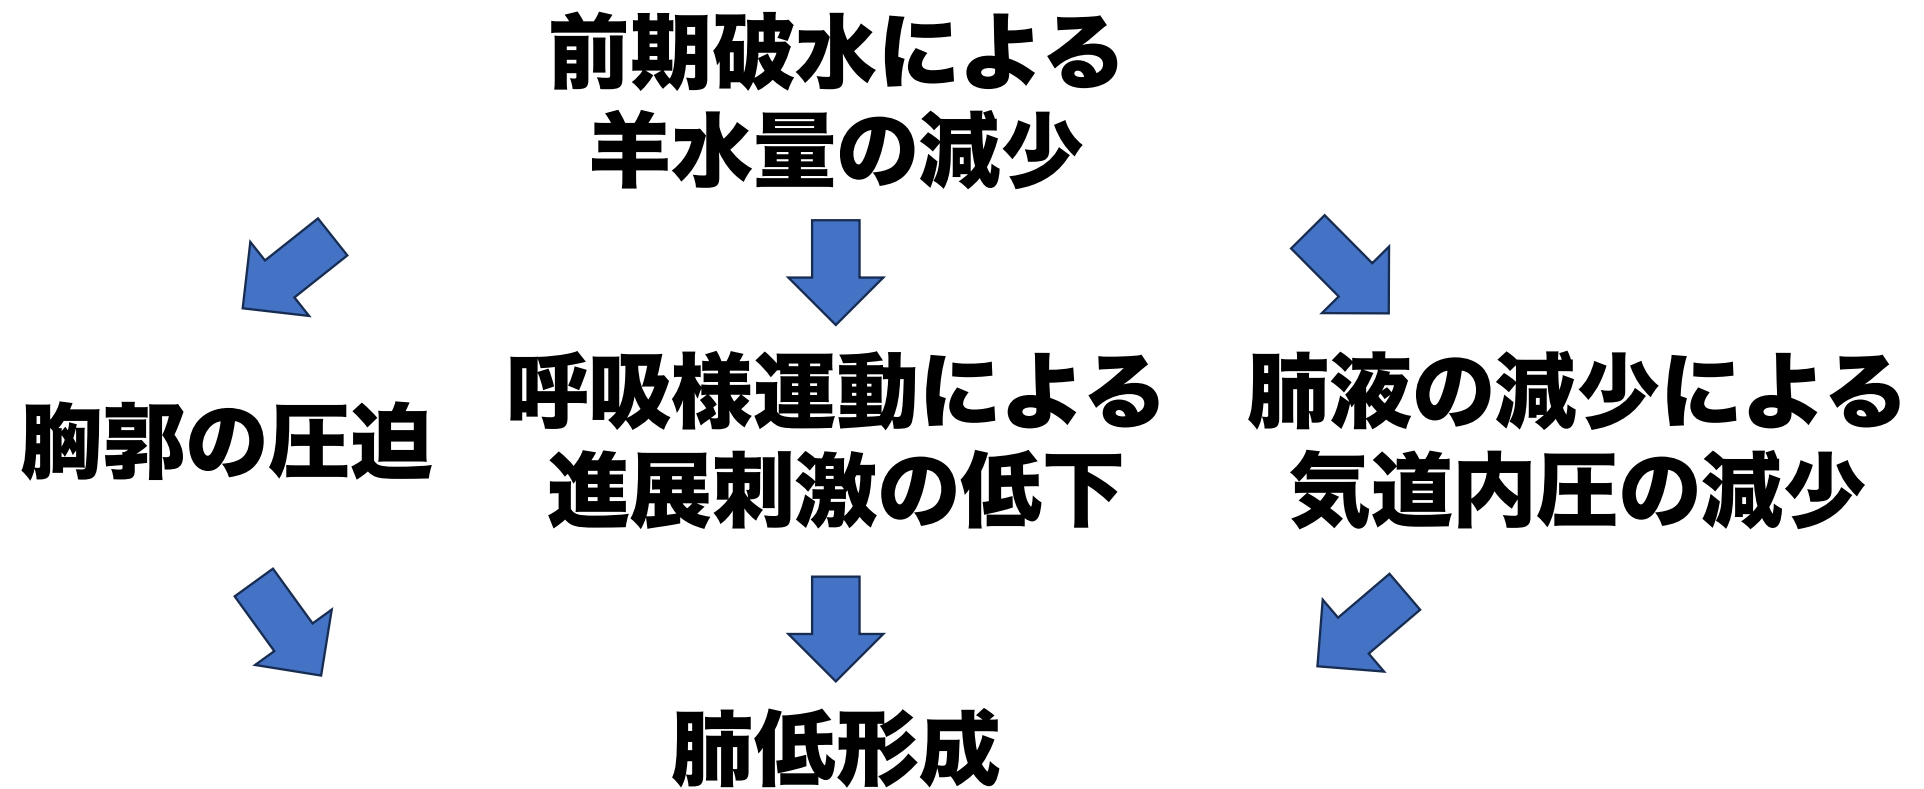 前期破水による
羊水量の減少
胸郭の圧迫
呼吸様運動による
進展刺激の低下
肺液の減少による
気道内圧の減少
肺低形成